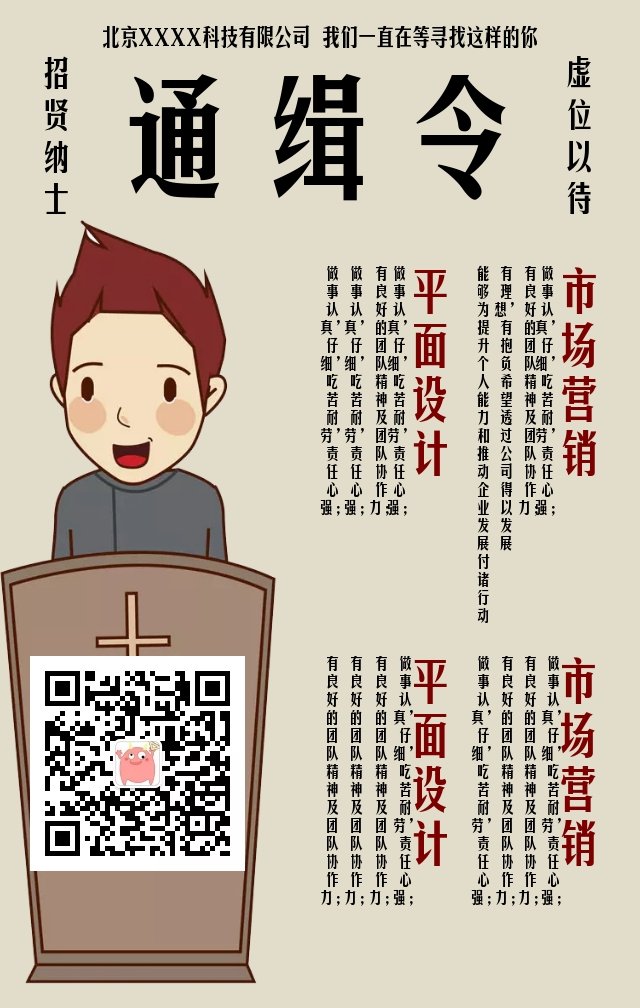 北京XXXX科技有限公司 我们一直在等寻找这样的你
招贤纳士
通缉令
虚位以待
市场营销
做事认真，仔细，吃苦耐劳，责任心强；
有良好的团队精神及团队协作力
有理想，有抱负希望透过公司得以发展
能够为提升个人能力和推动企业发展付诸行动
平面设计
做事认真，仔细，吃苦耐劳，责任心强；
有良好的团队精神及团队协作力
做事认真，仔细，吃苦耐劳，责任心强；
做事认真，仔细，吃苦耐劳，责任心强；
市场营销
做事认真，仔细，吃苦耐劳，责任心强；
有良好的团队精神及团队协作力；
有良好的团队精神及团队协作力；
做事认真，仔细，吃苦耐劳，责任心强；
平面设计
做事认真，仔细，吃苦耐劳，责任心强；
有良好的团队精神及团队协作力；
有良好的团队精神及团队协作力；
有良好的团队精神及团队协作力；